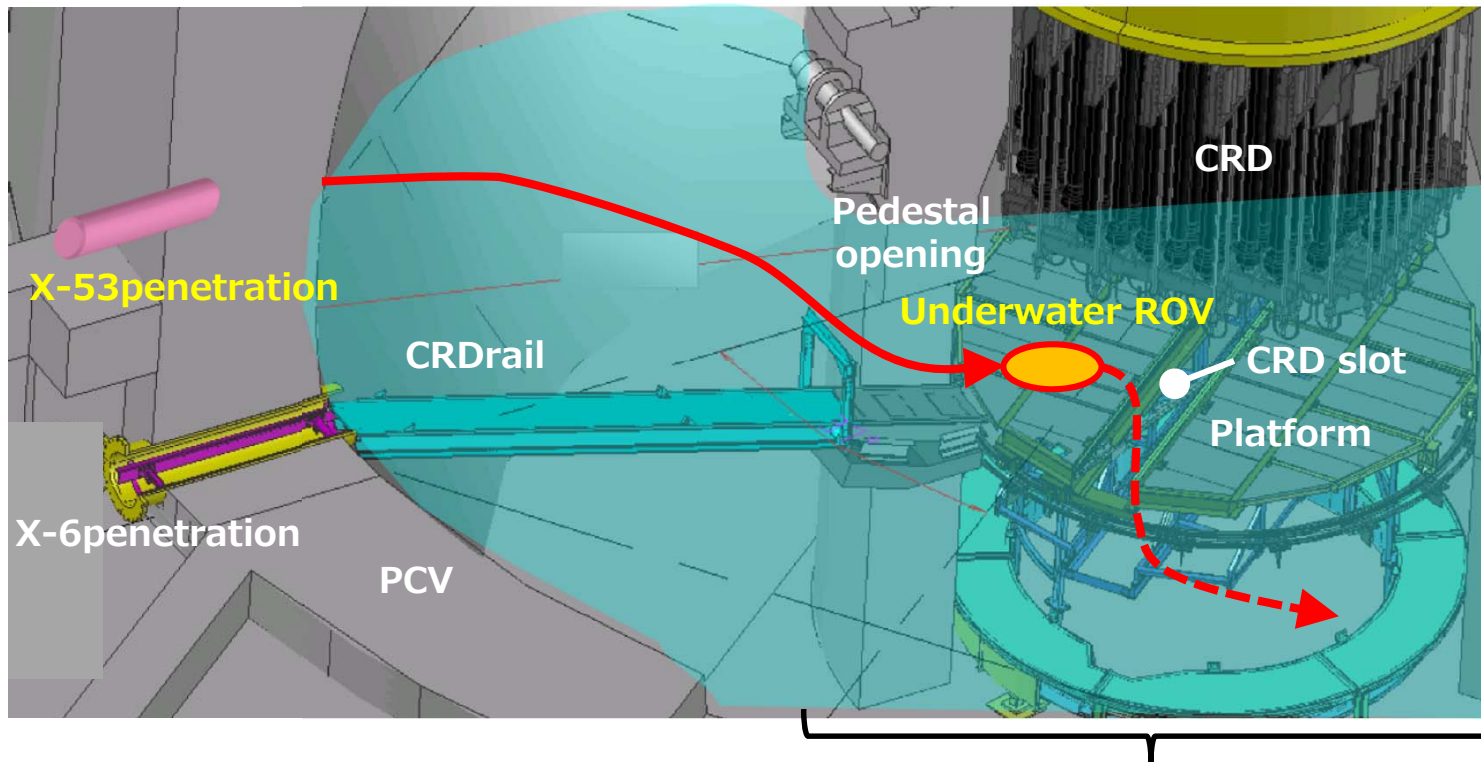 CRD
Pedestal
opening
X-53penetration
Underwater ROV
CRDrail
CRD slot
Platform
X-6penetration
PCV